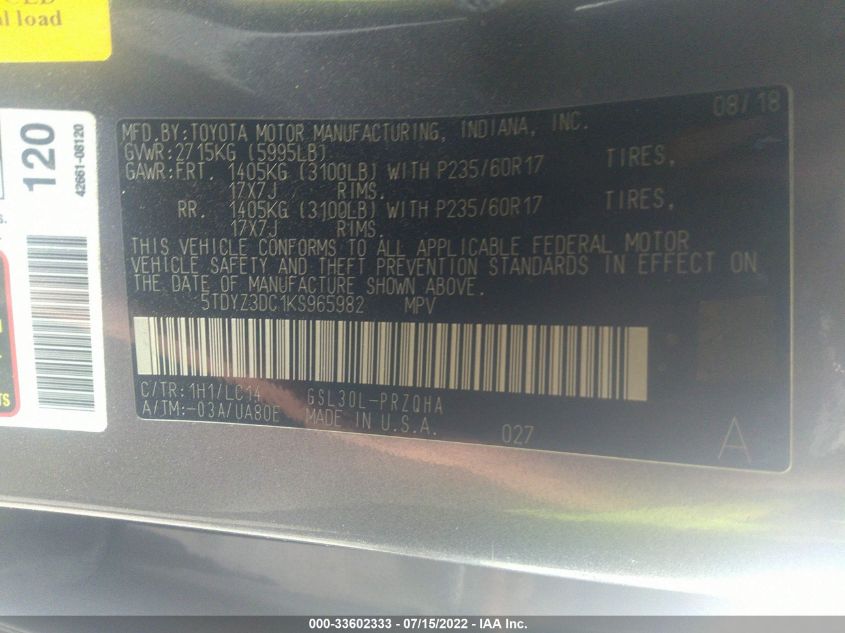 al load
120
42661-08120
s.
TS
08/18
MFD.BY:TOYOTA MOTOR MANUFACTURING, INDIANA, INC.
GVWR:2715KG (5995LB)
GAWR:FRT. 1405KG (3100LB) WITH P235/60R17 TIRES,
17X7J RIMS.
RR. 1405KG (3100LB) WITH P235/60R17 TIRES,
17X7J RIMS.
THIS VEHICLE CONFORMS TO ALL APPLICABLE FEDERAL MOTOR
VEHICLE SAFETY AND THEFT PREVENTION STANDARDS IN EFFECT ON
THE DATE OF MANUFACTURE SHOWN ABOVE.
5TDYZ3DC1KS965982 MPV
C/TR:1H1/LC14 GSL30L-PRZQHA
A/TM:-03A/UA80E MADE IN U.S.A.
027 A
000-33602333 - 07/15/2022 - IAA Inc.